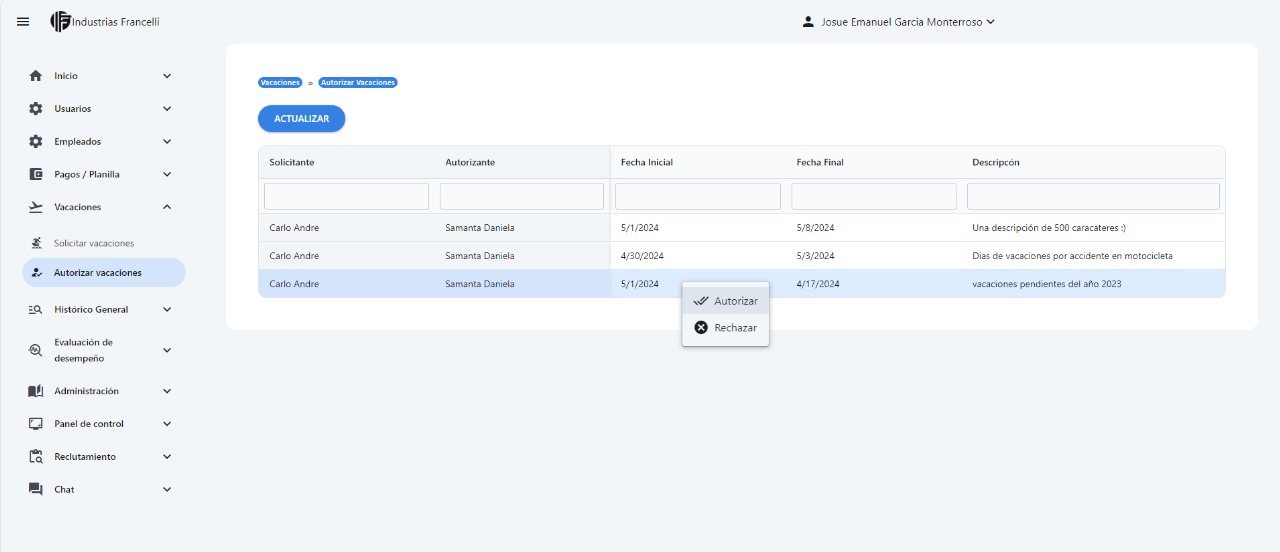 Industrias Francelli
Josue Emanuel García Monterroso
Inicio
Usuarios
Empleados
Pagos / Planilla
Vacaciones
Solicitar vacaciones
Autorizar vacaciones
Histórico General
Evaluación de
desempeño
Administración
Panel de control
Reclutamiento
Chat
Vacaciones » Autorizar Vacaciones
ACTUALIZAR
Solicitante Autorizante Fecha Inicial Fecha Final Descripcón
Carlo Andre Samanta Daniela 5/1/2024 5/8/2024 Una descripción de 500 caracateres :)
Carlo Andre Samanta Daniela 4/30/2024 5/3/2024 Dias de vacaciones por accidente en motocicleta
Carlo Andre Samanta Daniela 5/1/2024 4/17/2024 vacaciones pendientes del año 2023
Autorizar
Rechazar